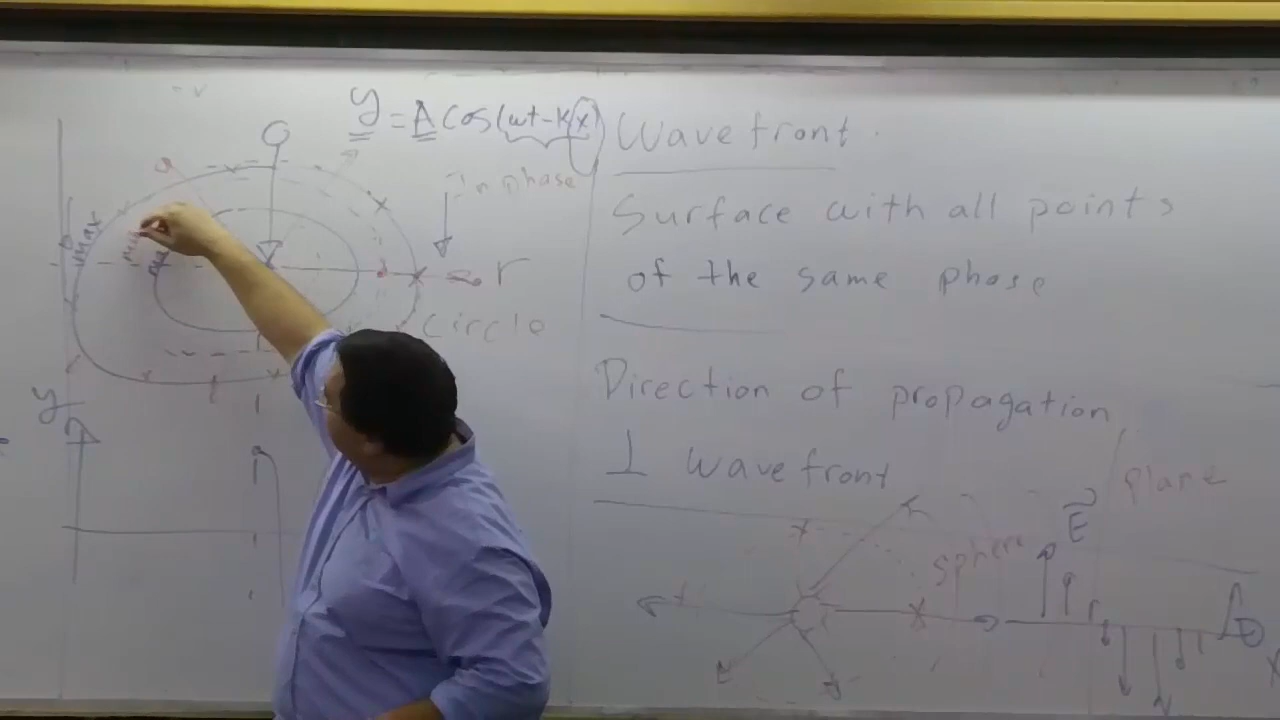 y = A cos(ωt - kx)
In phase
max
r
Circle
y
Wavefront
Surface with all points
of the same phase
Direction of propagation
⊥ Wavefront
plane
sphere
E